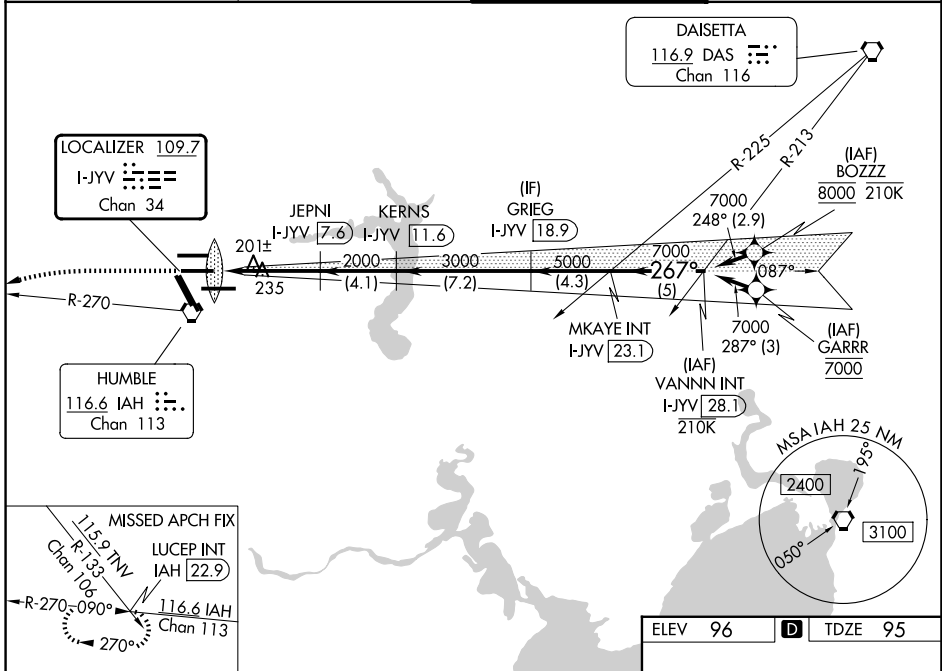 DAISETTA
116.9 DAS
Chan 116
LOCALIZER 109.7
I-JYV
Chan 34
R-225
R-213
(IAF)
BOZZZ
8000 210K
7000
248° (2.9)
(IF)
GRIEG
I-JYV 18.9
JEPNI
I-JYV 7.6
KERNS
I-JYV 11.6
201±
235
2000
(4.1)
3000
(7.2)
5000
(4.3)
7000
267°
(5)
087°
R-270
MKAYE INT
I-JYV 23.1
7000
287° (3)
(IAF)
GARRR
7000
(IAF)
VANNN INT
I-JYV 28.1
210K
HUMBLE
116.6 IAH
Chan 113
MSA IAH 25 NM
195°
2400
3100
050°
MISSED APCH FIX
115.9 TNV
R-133
Chan 106
LUCEP INT
IAH 22.9
R-270
090°
116.6 IAH
Chan 113
270°
ELEV 96 D TDZE 95